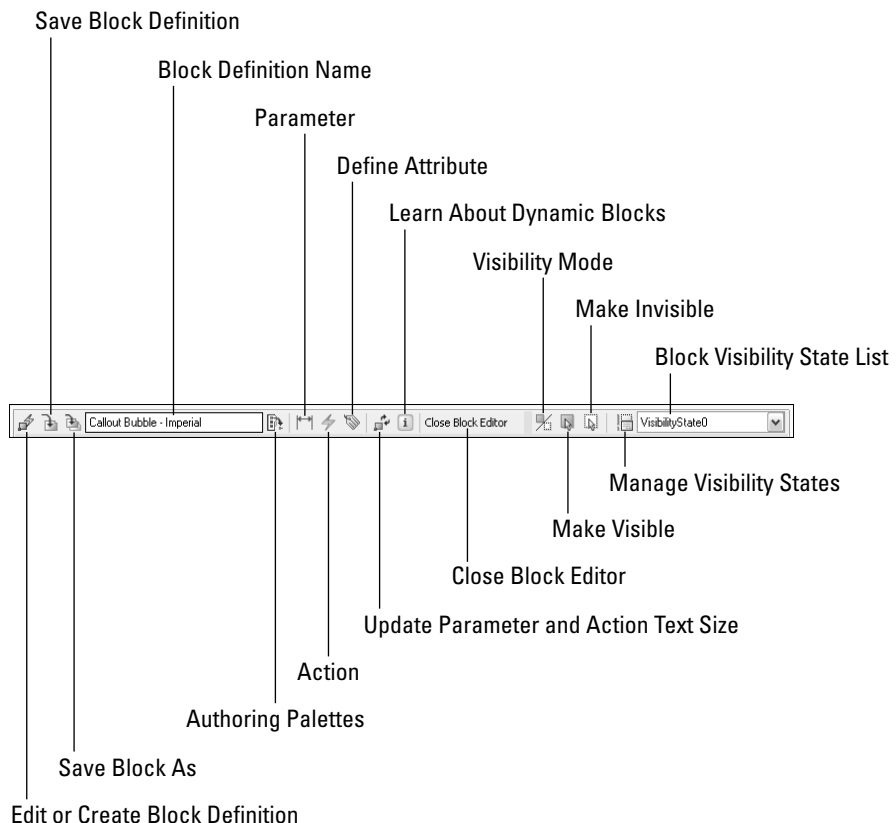 Save Block Definition
Block Definition Name
Parameter
Define Attribute
Learn About Dynamic Blocks
Visibility Mode
Make Invisible
Block Visibility State List
Callout Bubble - Imperial
Close Block Editor
VisibilityState0
Manage Visibility States
Make Visible
Close Block Editor
Update Parameter and Action Text Size
Action
Authoring Palettes
Save Block As
Edit or Create Block Definition